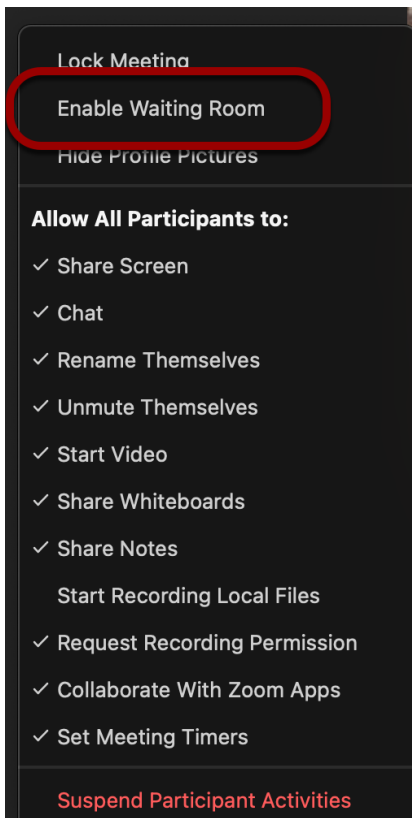 Lock Meeting
Enable Waiting Room
Hide Profile Pictures
Allow All Participants to:
✓ Share Screen
✓ Chat
✓ Rename Themselves
✓ Unmute Themselves
✓ Start Video
✓ Share Whiteboards
✓ Share Notes
Start Recording Local Files
✓ Request Recording Permission
✓ Collaborate With Zoom Apps
✓ Set Meeting Timers
Suspend Participant Activities